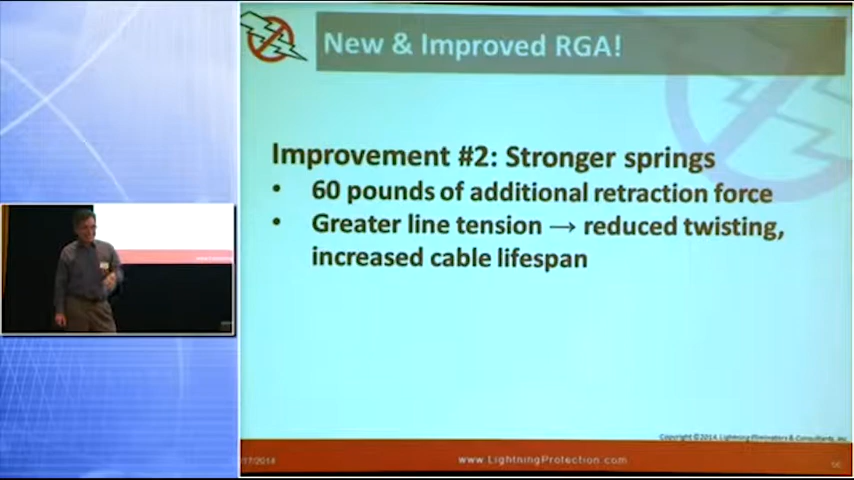 New & Improved RGA!
Improvement #2: Stronger springs
• 60 pounds of additional retraction force
• Greater line tension → reduced twisting,
increased cable lifespan
Copyright ©2014, Lightning Eliminators & Consultants, Inc
/17/2014
www.LightningProtection.com